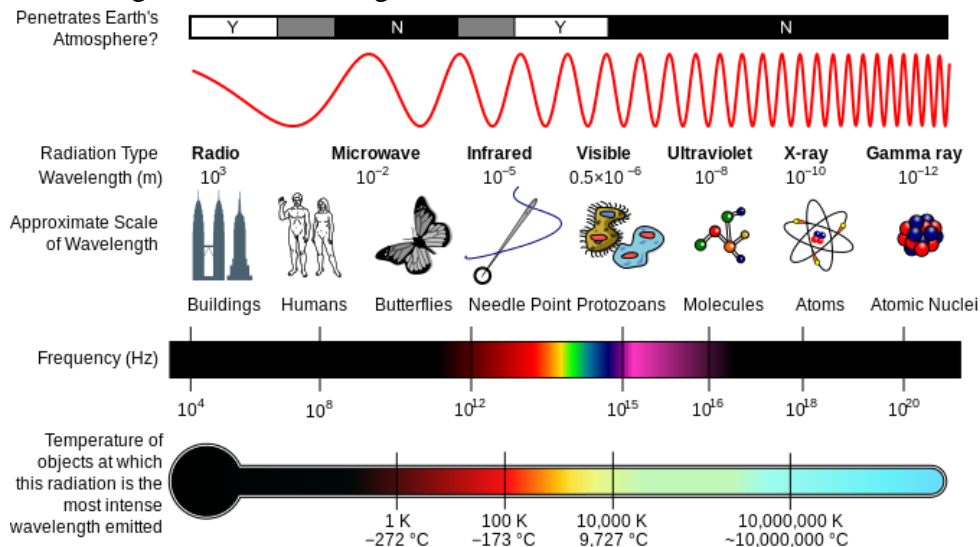 Penetrates Earth's
Atmosphere?
Y N Y N
Radiation Type
Radio Microwave Infrared Visible Ultraviolet X-ray Gamma ray
Wavelength (m)
10³ 10⁻² 10⁻⁵ 0.5×10⁻⁶ 10⁻⁸ 10⁻¹⁰ 10⁻¹²
Approximate Scale
of Wavelength
Buildings Humans Butterflies Needle Point Protozoans Molecules Atoms Atomic Nuclei
Frequency (Hz)
10⁴ 10⁸ 10¹² 10¹⁵ 10¹⁶ 10¹⁸ 10²⁰
Temperature of
objects at which
this radiation is the
most intense
wavelength emitted
1 K 100 K 10,000 K 10,000,000 K
−272 °C −173 °C 9,727 °C ~10,000,000 °C